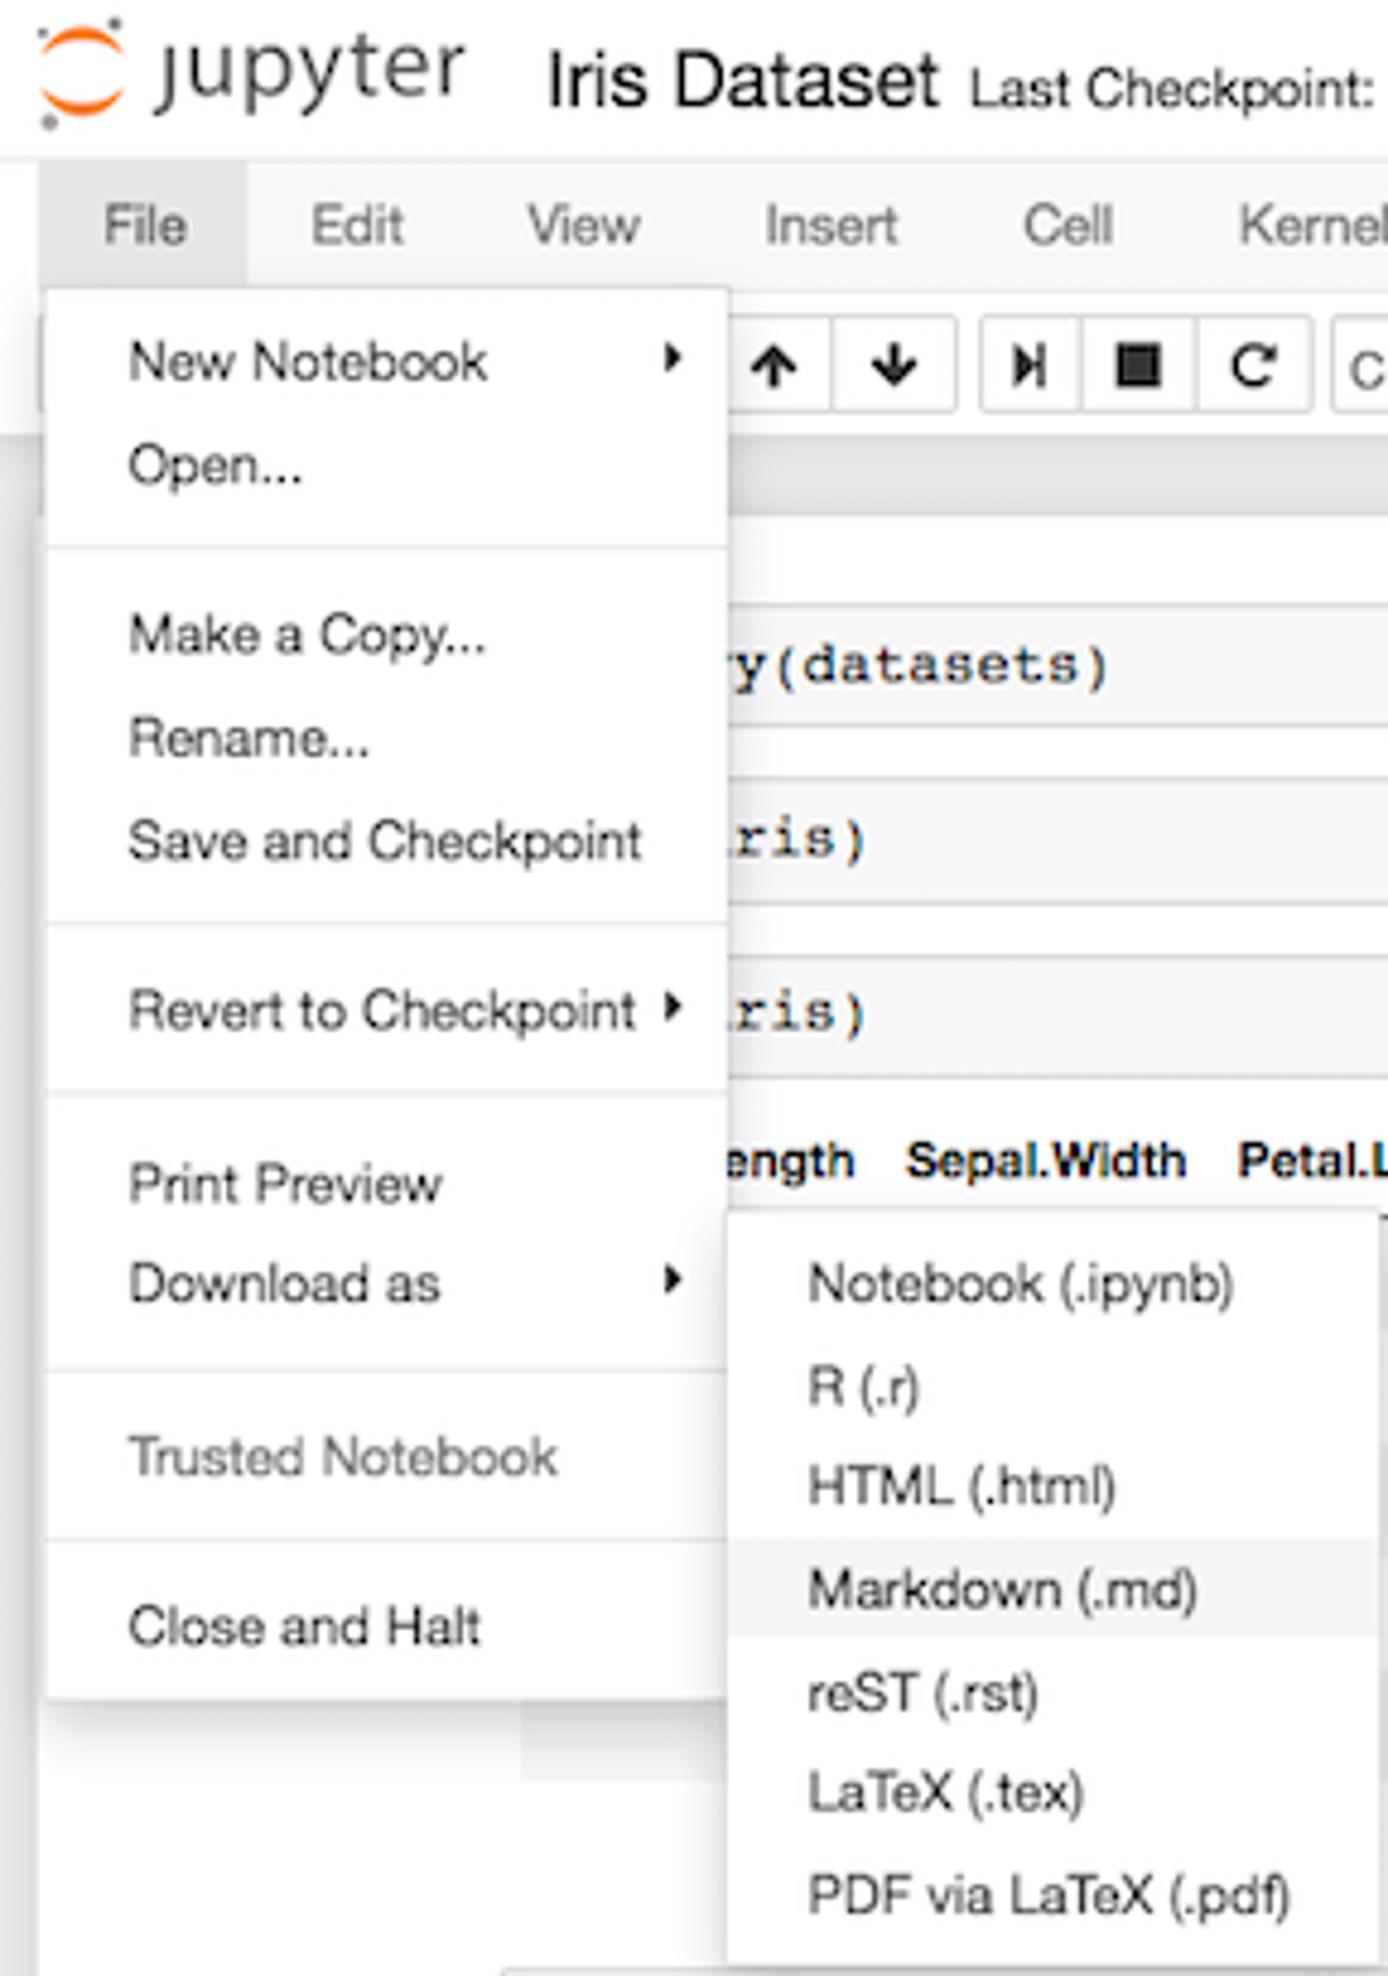 jupyter Iris Dataset Last Checkpoint:
File Edit View Insert Cell Kernel
New Notebook
Open...
Make a Copy...
y(datasets)
Rename...
Save and Checkpoint
ris)
Revert to Checkpoint
ris)
ength Sepal.Width Petal.L
Print Preview
Download as
Notebook (.ipynb)
R (.r)
HTML (.html)
Markdown (.md)
reST (.rst)
LaTeX (.tex)
PDF via LaTeX (.pdf)
Trusted Notebook
Close and Halt